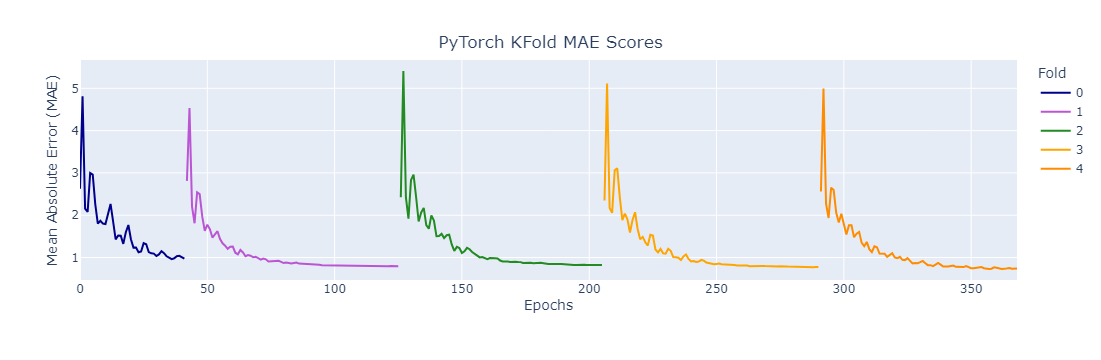 PyTorch KFold MAE Scores
Mean Absolute Error (MAE)
5
4
3
2
1
0 50 100 150 200 250 300 350
Epochs
Fold
0
1
2
3
4